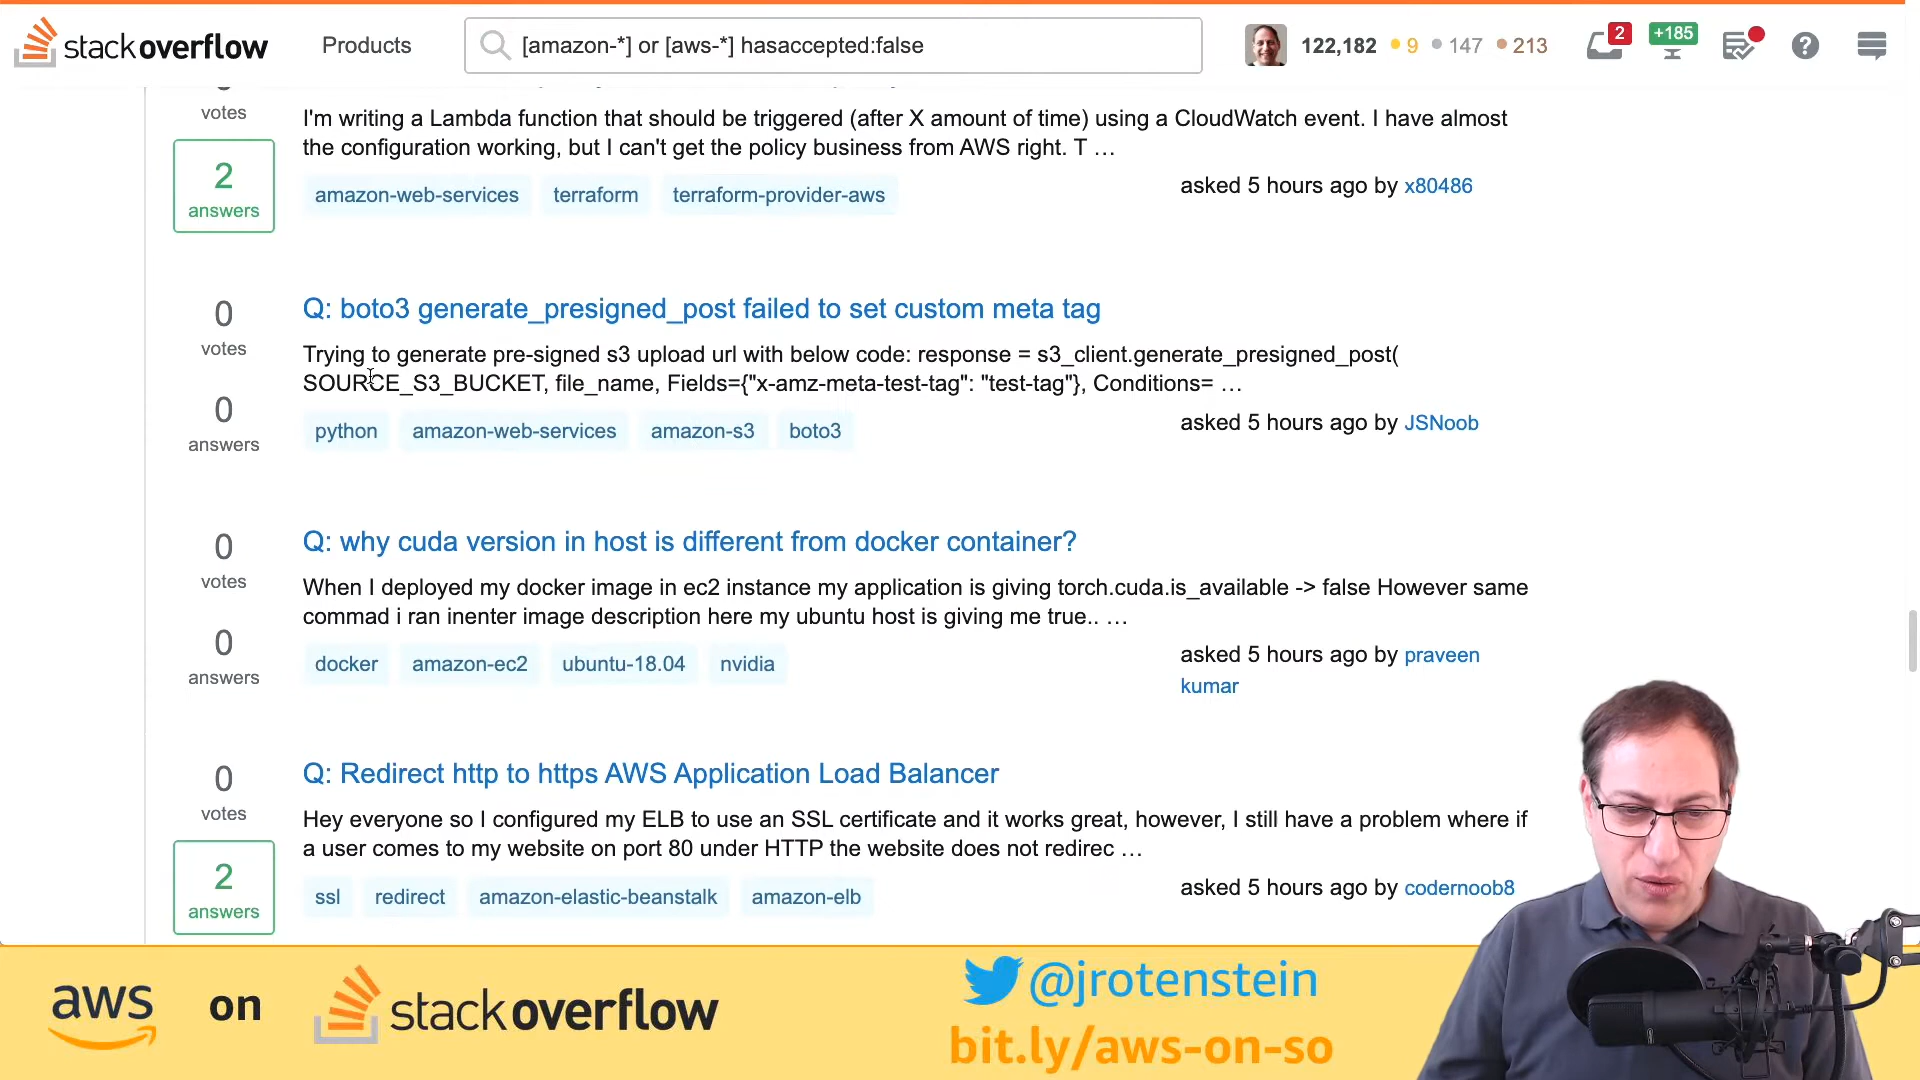 stack overflow
Products
[amazon-*] or [aws-*] hasaccepted:false
122,182 9 147 213
2
+185
votes
2
answers
I'm writing a Lambda function that should be triggered (after X amount of time) using a CloudWatch event. I have almost
the configuration working, but I can't get the policy business from AWS right. T …
amazon-web-services terraform terraform-provider-aws
asked 5 hours ago by x80486
0
votes
0
answers
Q: boto3 generate_presigned_post failed to set custom meta tag
Trying to generate pre-signed s3 upload url with below code: response = s3_client.generate_presigned_post(
SOURCE_S3_BUCKET, file_name, Fields={"x-amz-meta-test-tag": "test-tag"}, Conditions= …
python amazon-web-services amazon-s3 boto3
asked 5 hours ago by JSNoob
0
votes
0
answers
Q: why cuda version in host is different from docker container?
When I deployed my docker image in ec2 instance my application is giving torch.cuda.is_available -> false However same
commad i ran inenter image description here my ubuntu host is giving me true.. …
docker amazon-ec2 ubuntu-18.04 nvidia
asked 5 hours ago by praveen
kumar
0
votes
2
answers
Q: Redirect http to https AWS Application Load Balancer
Hey everyone so I configured my ELB to use an SSL certificate and it works great, however, I still have a problem where if
a user comes to my website on port 80 under HTTP the website does not redirec …
ssl redirect amazon-elastic-beanstalk amazon-elb
asked 5 hours ago by codernoob8
aws on stack overflow
@jrotenstein
bit.ly/aws-on-so